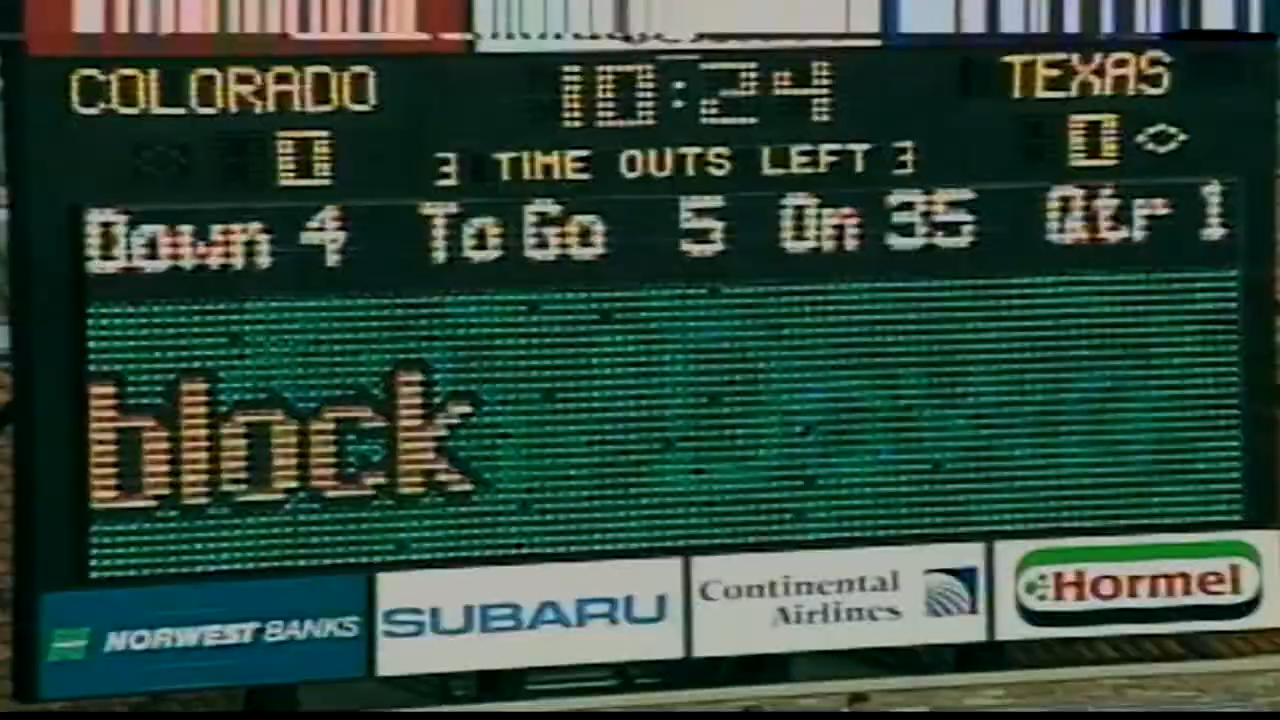 COLORADO 10:24 TEXAS
0 3 TIME OUTS LEFT 3 0
Down 4 To Go 5 On 35 Qtr 1
block
NORWEST BANKS
SUBARU
Continental
Airlines
Hormel